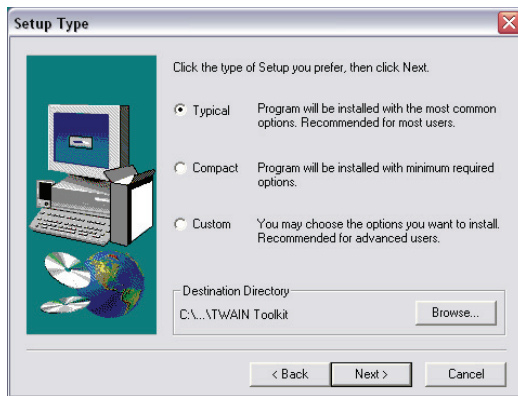 Setup Type
Click the type of Setup you prefer, then click Next.
Typical Program will be installed with the most common
options. Recommended for most users.
Compact Program will be installed with minimum required
options.
Custom You may choose the options you want to install.
Recommended for advanced users.
Destination Directory
C:\...\TWAIN Toolkit Browse...
< Back Next > Cancel